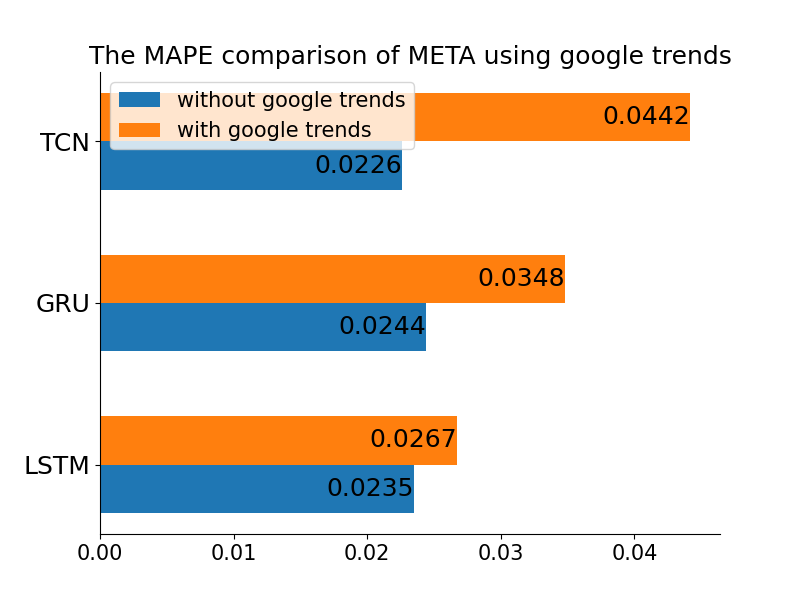 The MAPE comparison of META using google trends
without google trends
with google trends
TCN
0.0442
0.0226
GRU
0.0348
0.0244
LSTM
0.0267
0.0235
0.00 0.01 0.02 0.03 0.04